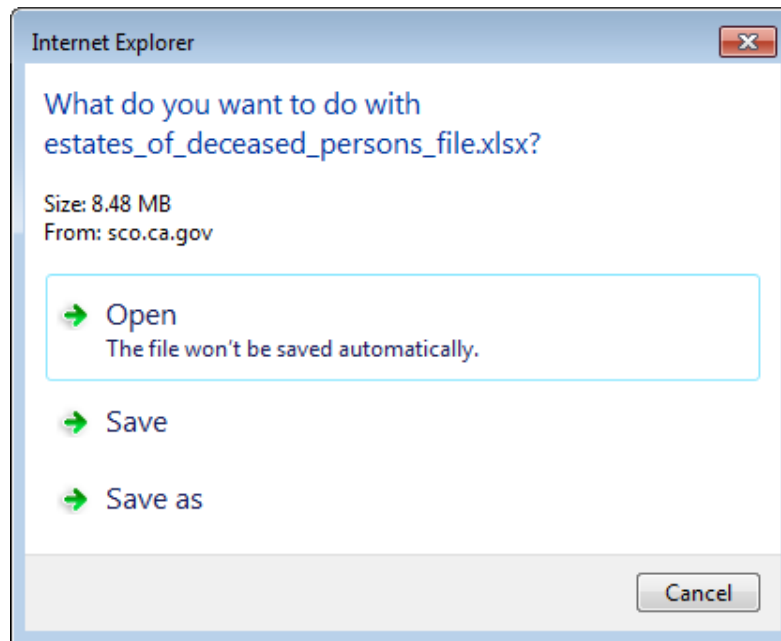 Internet Explorer
What do you want to do with
estates_of_deceased_persons_file.xlsx?
Size: 8.48 MB
From: sco.ca.gov
Open
The file won't be saved automatically.
Save
Save as
Cancel